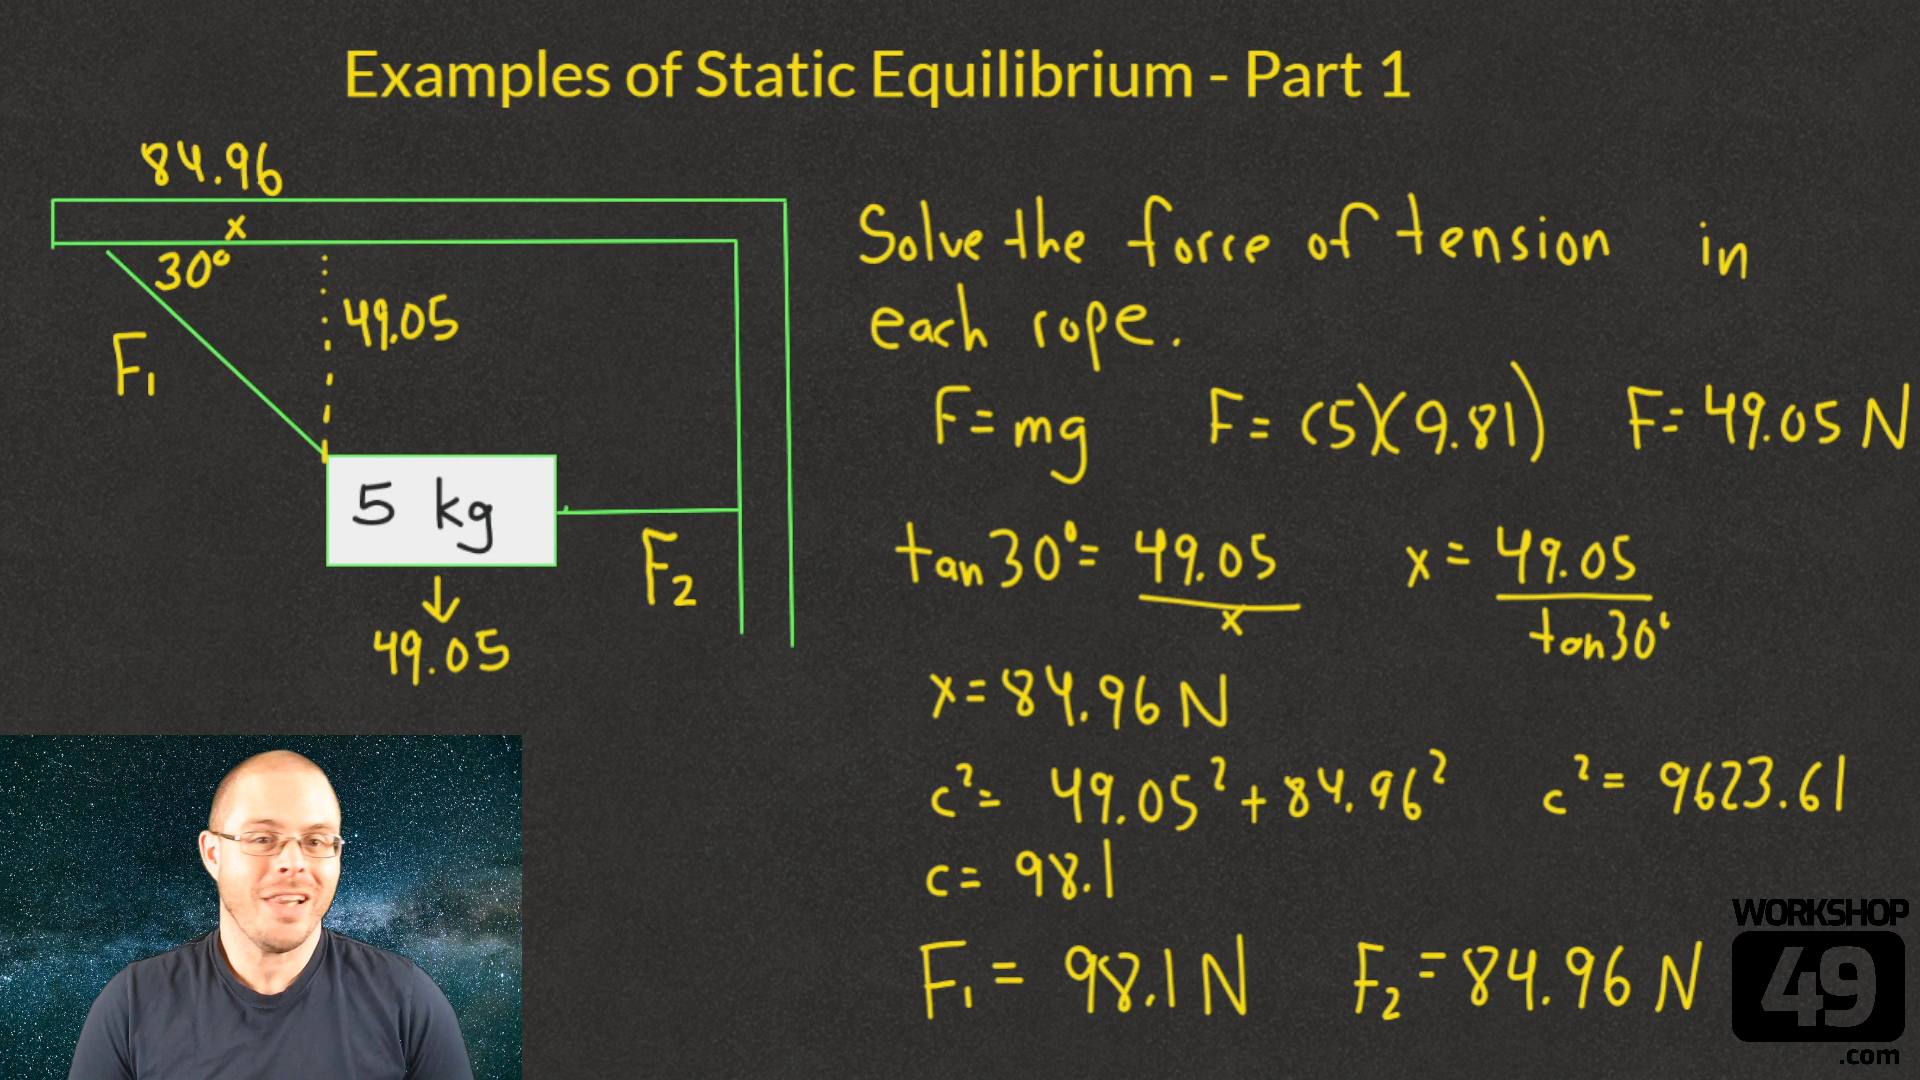 Examples of Static Equilibrium - Part 1
84.96
x
30°
49.05
F₁
5 kg
F₂
49.05
Solve the force of tension in
each rope.
F = mg F = (5)(9.81) F = 49.05 N
tan30° = 49.05/x x = 49.05/tan30°
x = 84.96 N
c² = 49.05² + 84.96² c² = 9623.61
c = 98.1
F₁ = 98.1 N F₂ = 84.96 N
WORKSHOP
49
.com